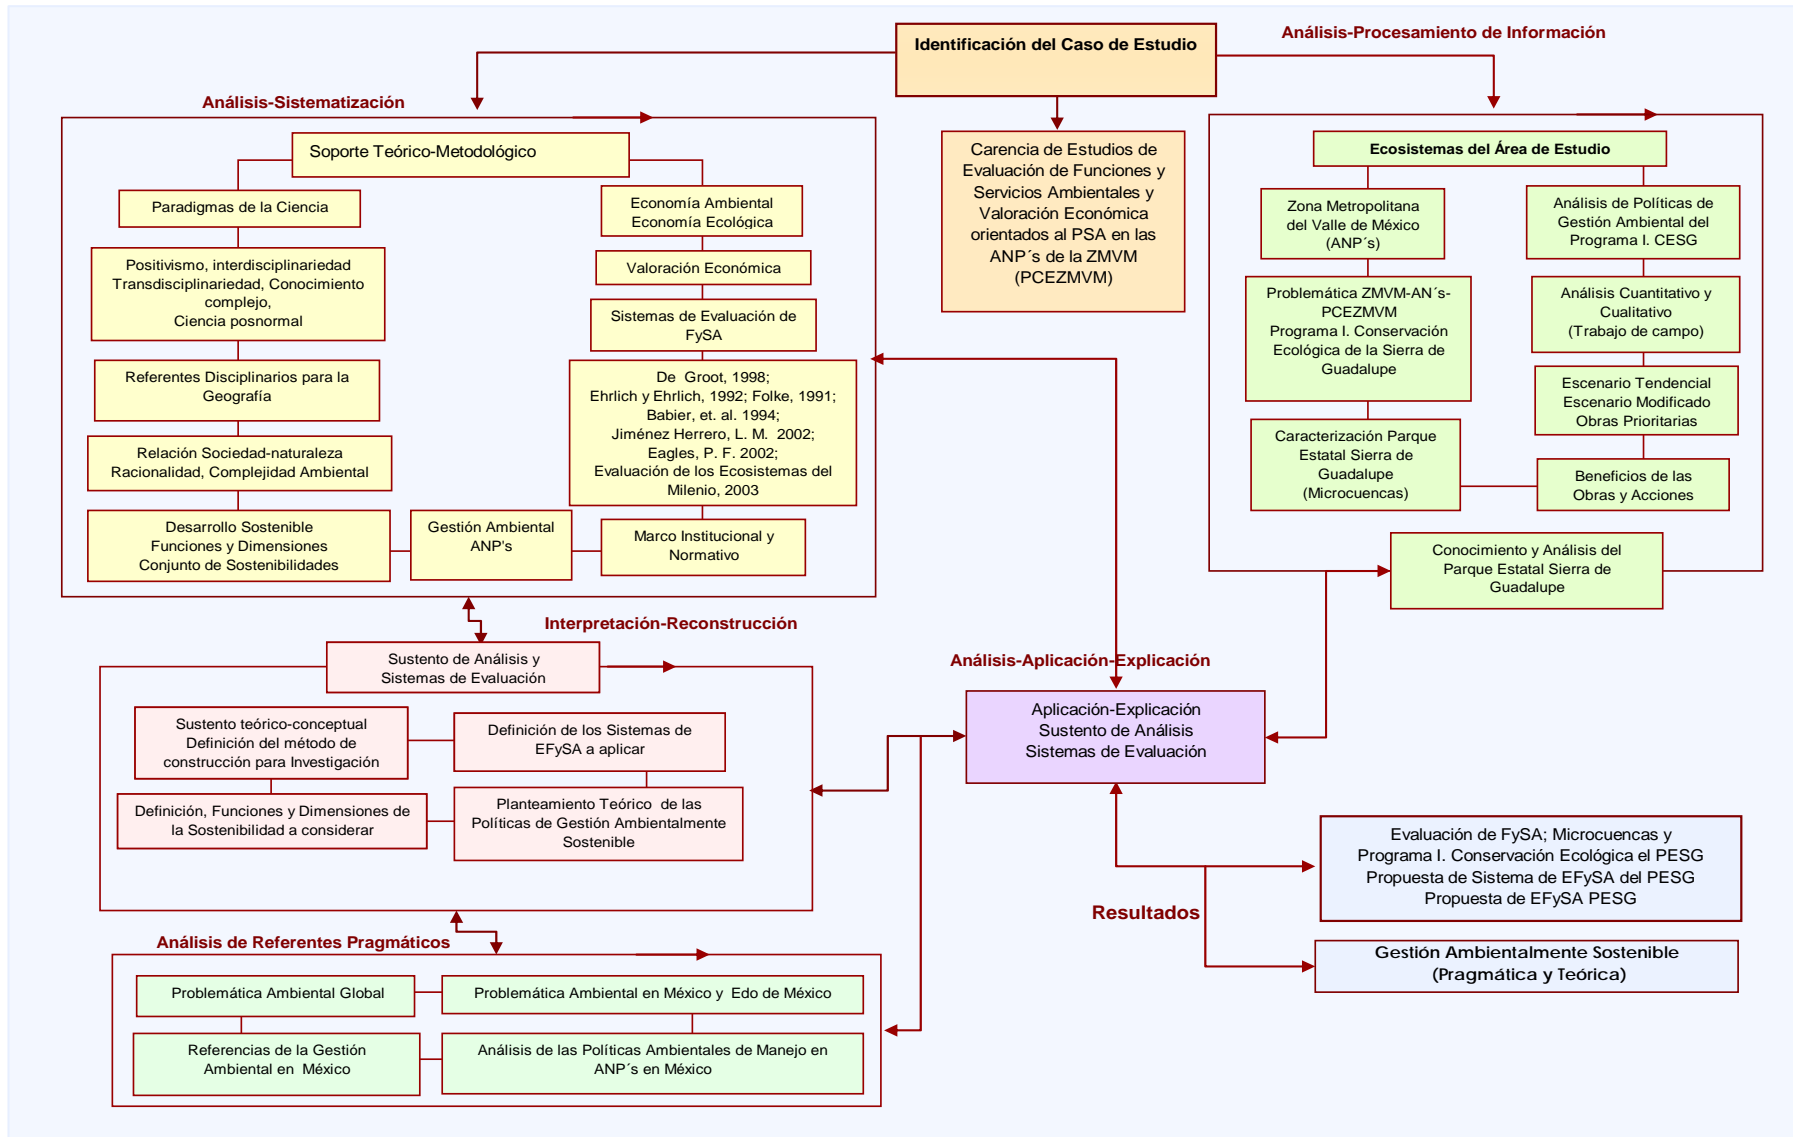 Identificación del Caso de Estudio
Análisis-Procesamiento de Información
Análisis-Sistematización
Soporte Teórico-Metodológico
Paradigmas de la Ciencia
Positivismo, interdisciplinariedad
Transdisciplinariedad, Conocimiento
complejo,
Ciencia posnormal
Referentes Disciplinarios para la
Geografía
Relación Sociedad-naturaleza
Racionalidad, Complejidad Ambiental
Desarrollo Sostenible
Funciones y Dimensiones
Conjunto de Sostenibilidades
Gestión Ambiental
ANP's
Economía Ambiental
Economía Ecológica
Valoración Económica
Sistemas de Evaluación de
FySA
De Groot, 1998;
Ehrlich y Ehrlich, 1992; Folke, 1991;
Babier, et. al. 1994;
Jiménez Herrero, L. M. 2002;
Eagles, P. F. 2002;
Evaluación de los Ecosistemas del
Milenio, 2003
Marco Institucional y
Normativo
Carencia de Estudios de
Evaluación de Funciones y
Servicios Ambientales y
Valoración Económica
orientados al PSA en las
ANP´s de la ZMVM
(PCEZMVM)
Ecosistemas del Área de Estudio
Zona Metropolitana
del Valle de México
(ANP´s)
Problemática ZMVM-AN´s-
PCEZMVM
Programa I. Conservación
Ecológica de la Sierra de
Guadalupe
Caracterización Parque
Estatal Sierra de
Guadalupe
(Microcuencas)
Análisis de Políticas de
Gestión Ambiental del
Programa I. CESG
Análisis Cuantitativo y
Cualitativo
(Trabajo de campo)
Escenario Tendencial
Escenario Modificado
Obras Prioritarias
Beneficios de las
Obras y Acciones
Conocimiento y Análisis del
Parque Estatal Sierra de
Guadalupe
Interpretación-Reconstrucción
Sustento de Análisis y
Sistemas de Evaluación
Sustento teórico-conceptual
Definición del método de
construcción para Investigación
Definición de los Sistemas de
EFySA a aplicar
Definición, Funciones y Dimensiones de
la Sostenibilidad a considerar
Planteamiento Teórico de las
Políticas de Gestión Ambientalmente
Sostenible
Análisis-Aplicación-Explicación
Aplicación-Explicación
Sustento de Análisis
Sistemas de Evaluación
Resultados
Evaluación de FySA; Microcuencas y
Programa I. Conservación Ecológica el PESG
Propuesta de Sistema de EFySA del PESG
Propuesta de EFySA PESG
Gestión Ambientalmente Sostenible
(Pragmática y Teórica)
Análisis de Referentes Pragmáticos
Problemática Ambiental Global
Problemática Ambiental en México y Edo de México
Referencias de la Gestión
Ambiental en México
Análisis de las Políticas Ambientales de Manejo en
ANP´s en México